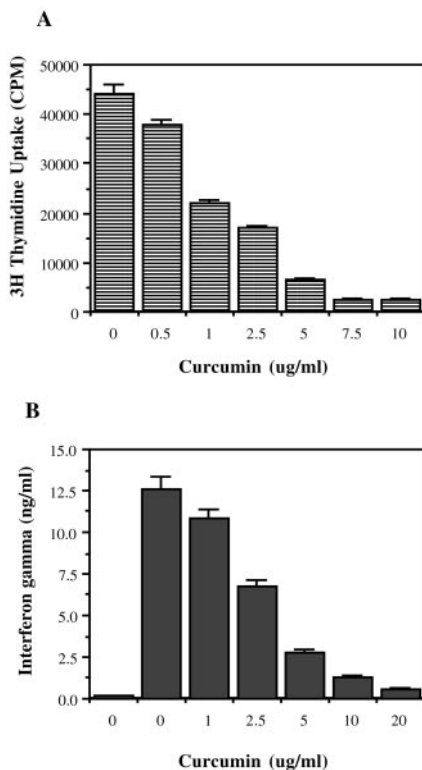 A
3H Thymidine Uptake (CPM)
50000
40000
30000
20000
10000
0
0 0.5 1 2.5 5 7.5 10
Curcumin (ug/ml)
B
Interferon gamma (ng/ml)
15.0
12.5
10.0
7.5
2.5
0.0
0 0 1 2.5 5 10 20
Curcumin (ug/ml)